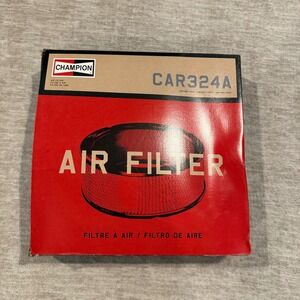 CHAMPION
CAR324A
AIR FILTER
FILTRE À AIR / FILTRO DE AIRE